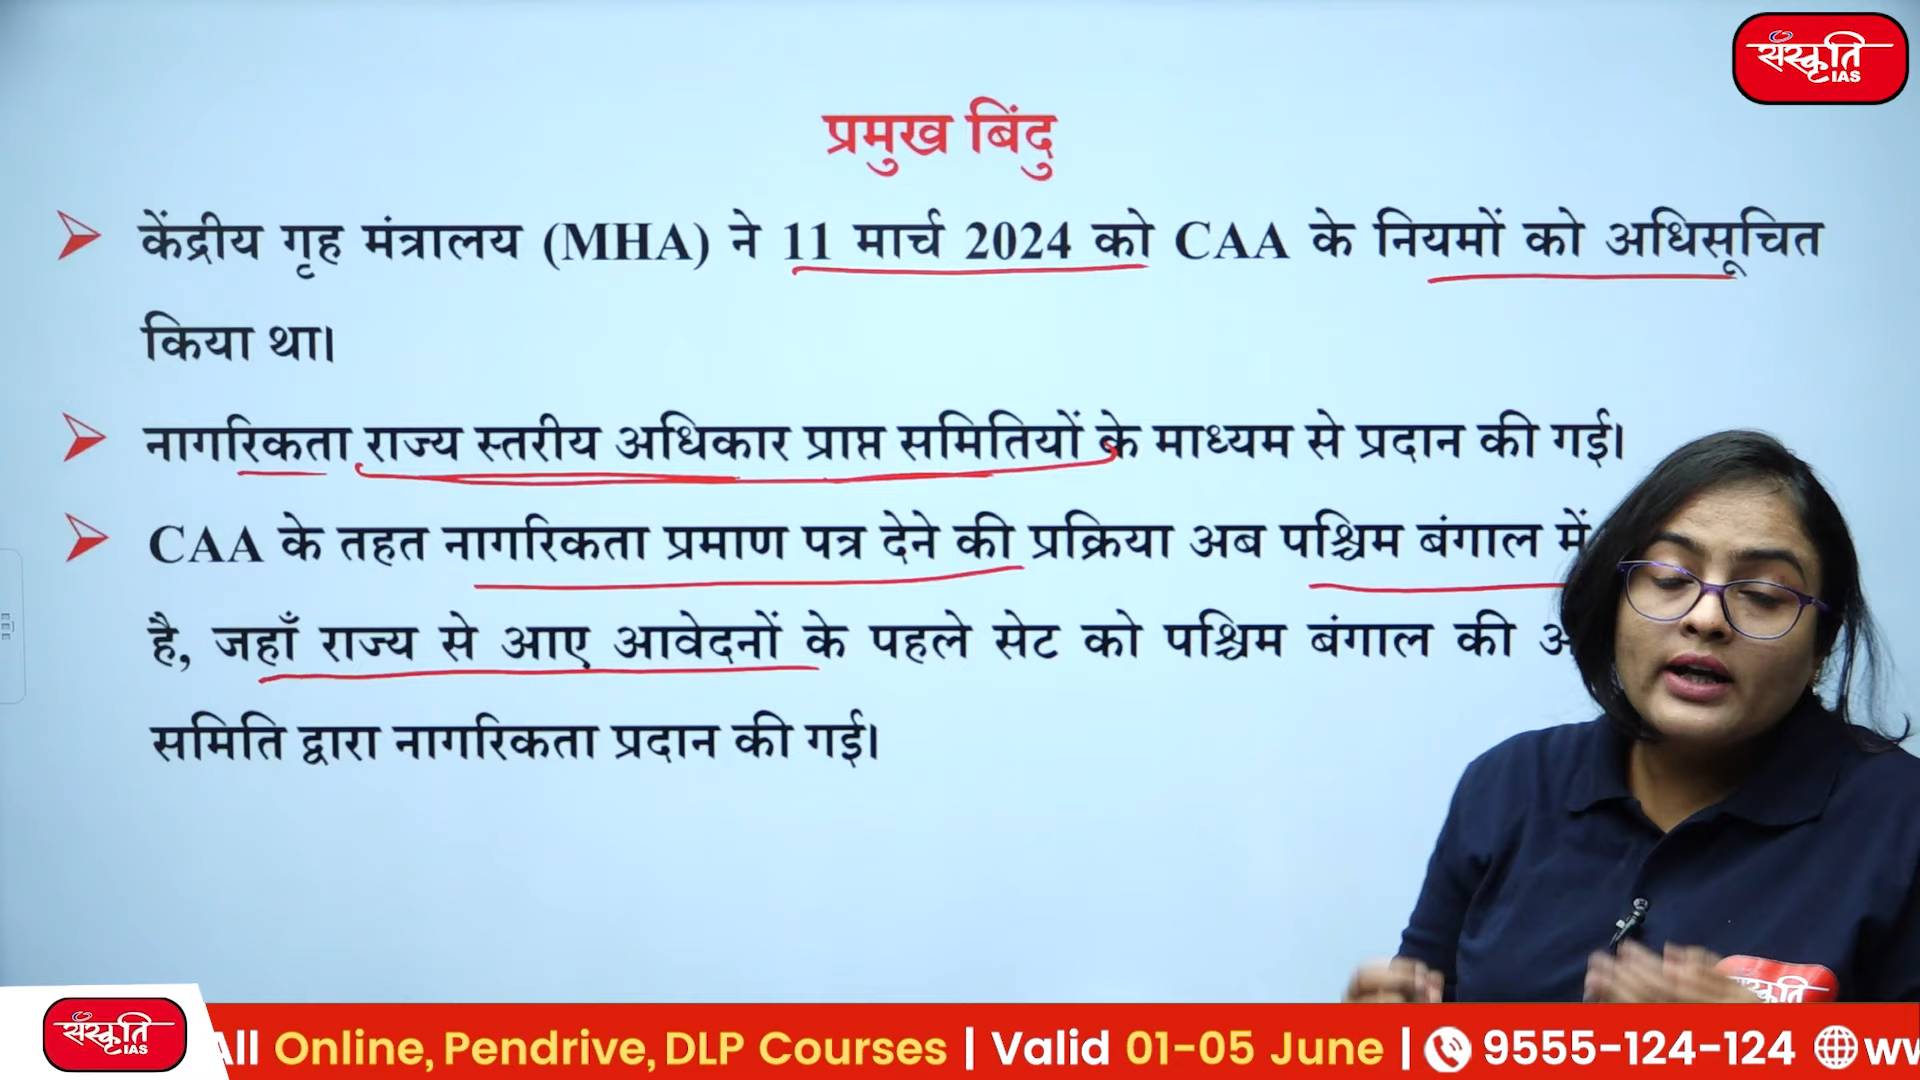 संस्कृति
IAS
प्रमुख बिंदु
केंद्रीय गृह मंत्रालय (MHA) ने 11 मार्च 2024 को CAA के नियमों को अधिसूचित
किया था।
नागरिकता राज्य स्तरीय अधिकार प्राप्त समितियों के माध्यम से प्रदान की गई।
CAA के तहत नागरिकता प्रमाण पत्र देने की प्रक्रिया अब पश्चिम बंगाल में
है, जहाँ राज्य से आए आवेदनों के पहले सेट को पश्चिम बंगाल की
समिति द्वारा नागरिकता प्रदान की गई।
संस्कृति
IAS
All Online, Pendrive, DLP Courses | Valid 01-05 June | 9555-124-124